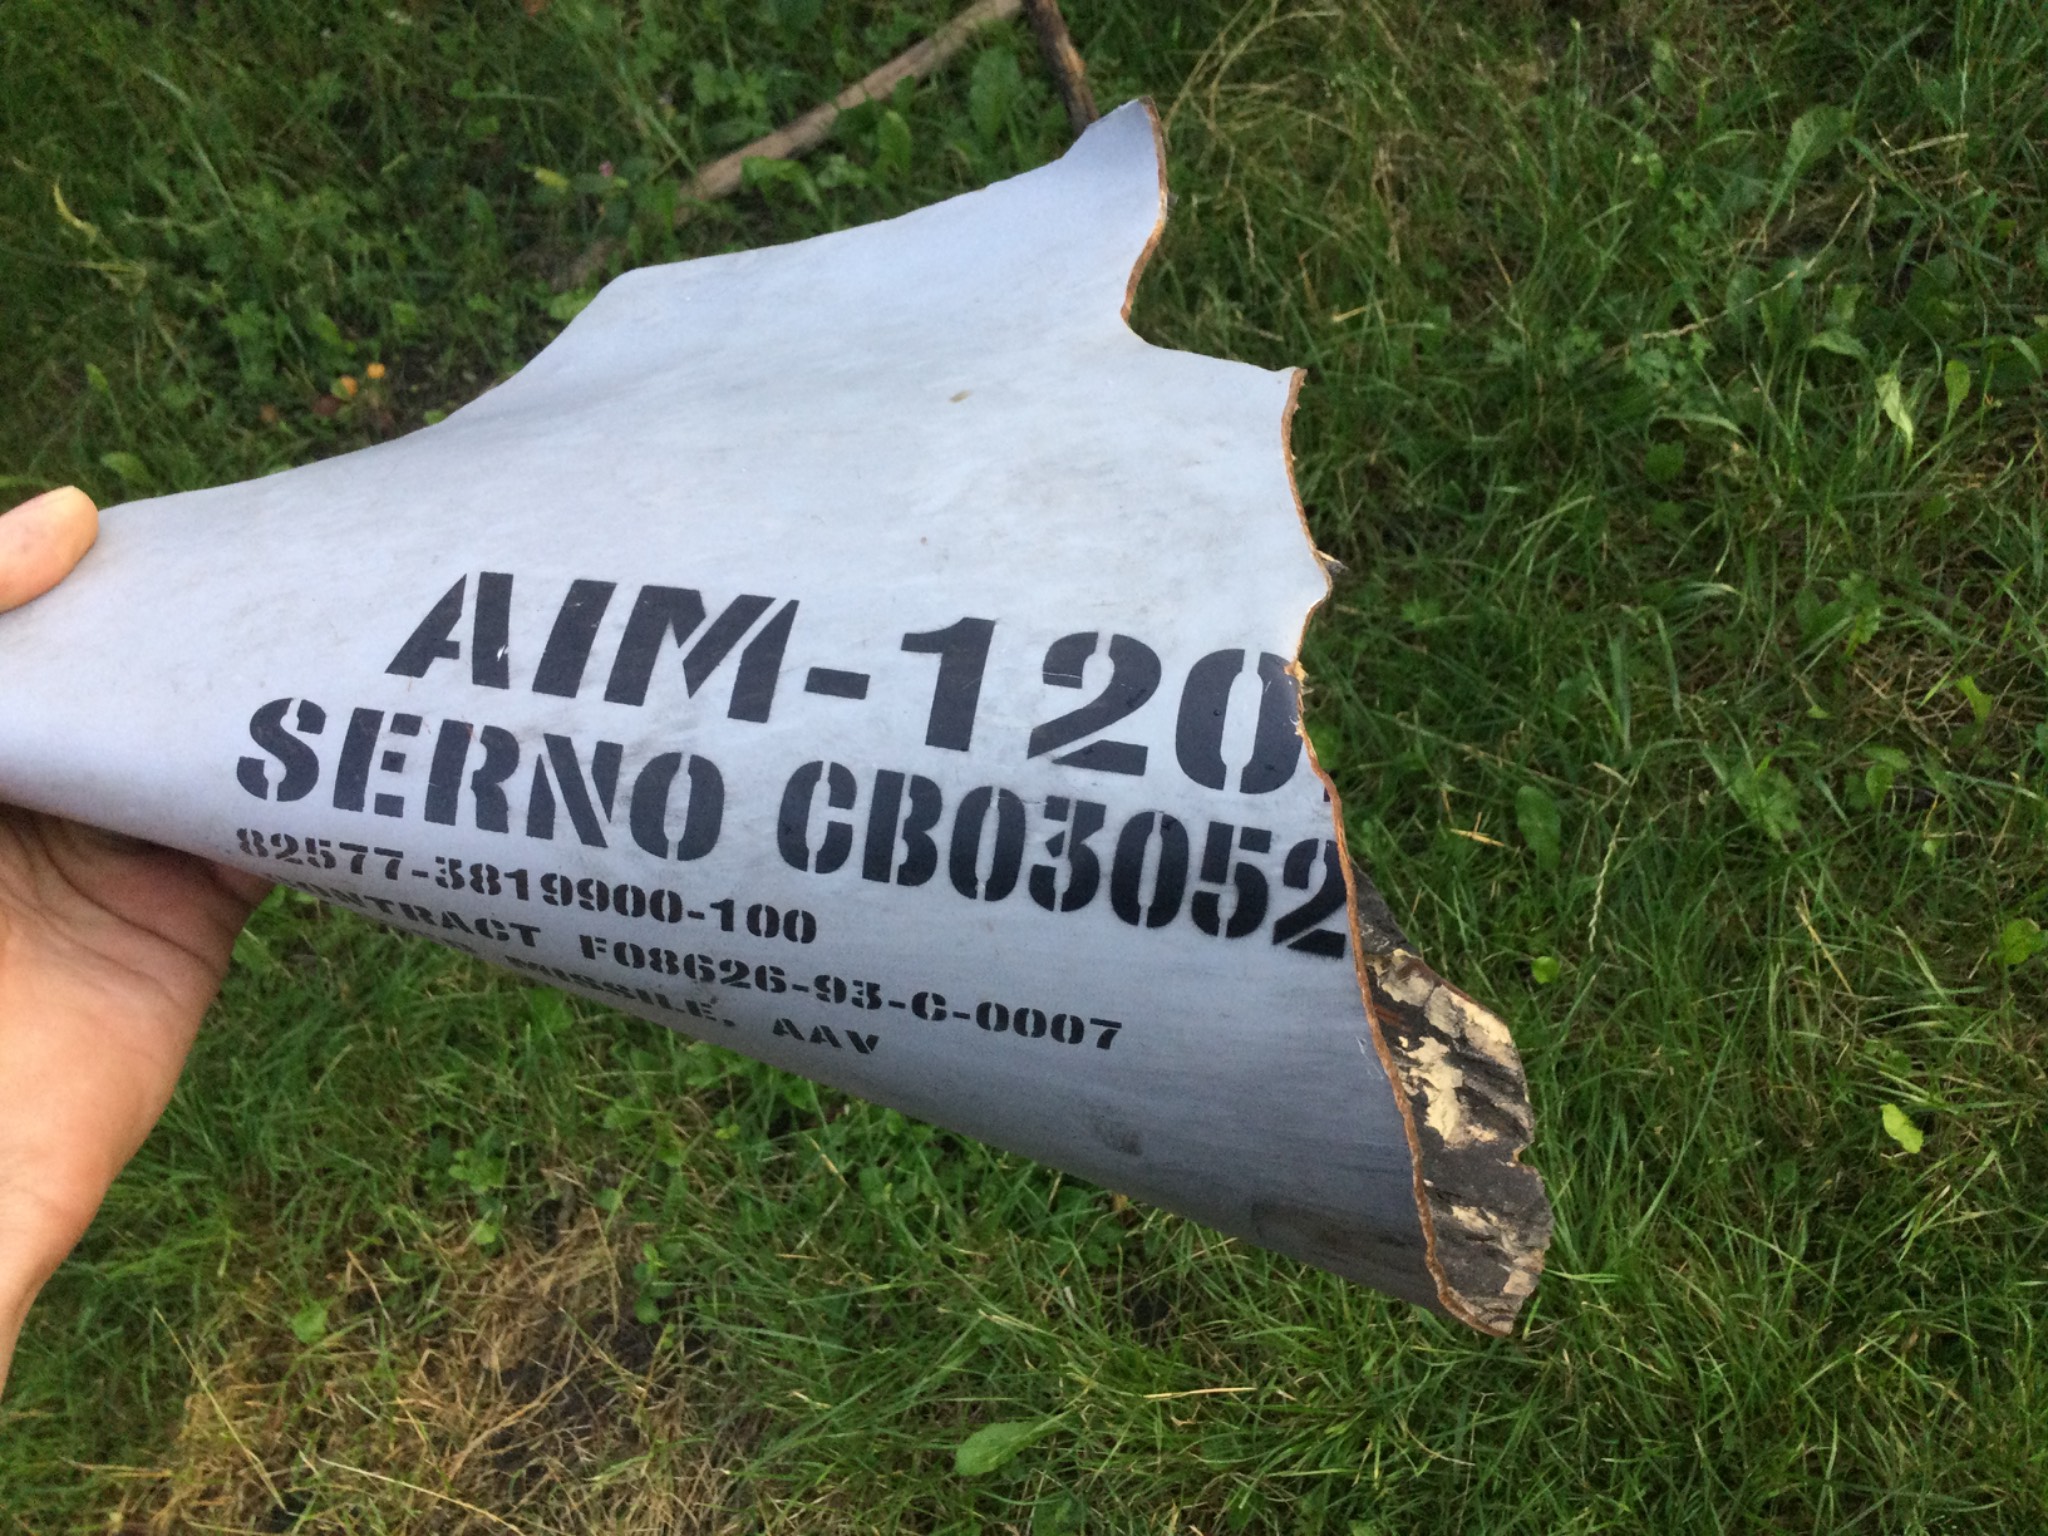 AIM-120
SERNO CB03052
82577-3819900-100
CONTRACT F08626-93-C-0007
MISSILE, AAV